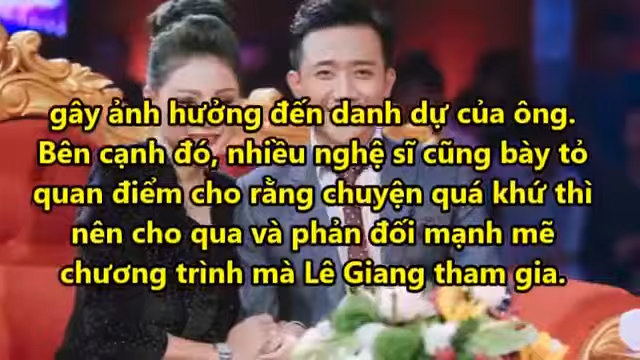 gây ảnh hưởng đến danh dự của ông.
Bên cạnh đó, nhiều nghệ sĩ cũng bày tỏ
quan điểm cho rằng chuyện quá khứ thì
nên cho qua và phản đối mạnh mẽ
chương trình mà Lê Giang tham gia.